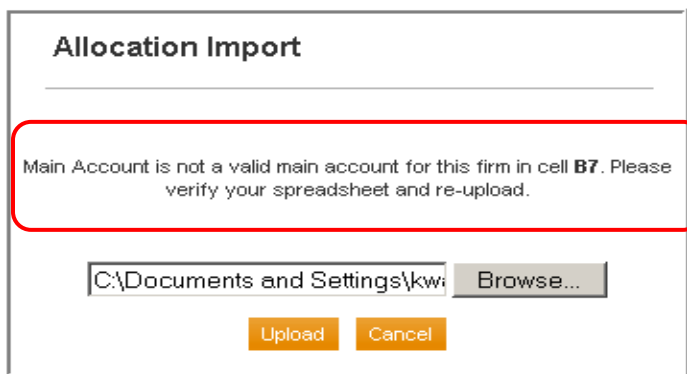 Allocation Import
Main Account is not a valid main account for this firm in cell B7. Please
verify your spreadsheet and re-upload.
C:\Documents and Settings\kw
Browse...
Upload Cancel